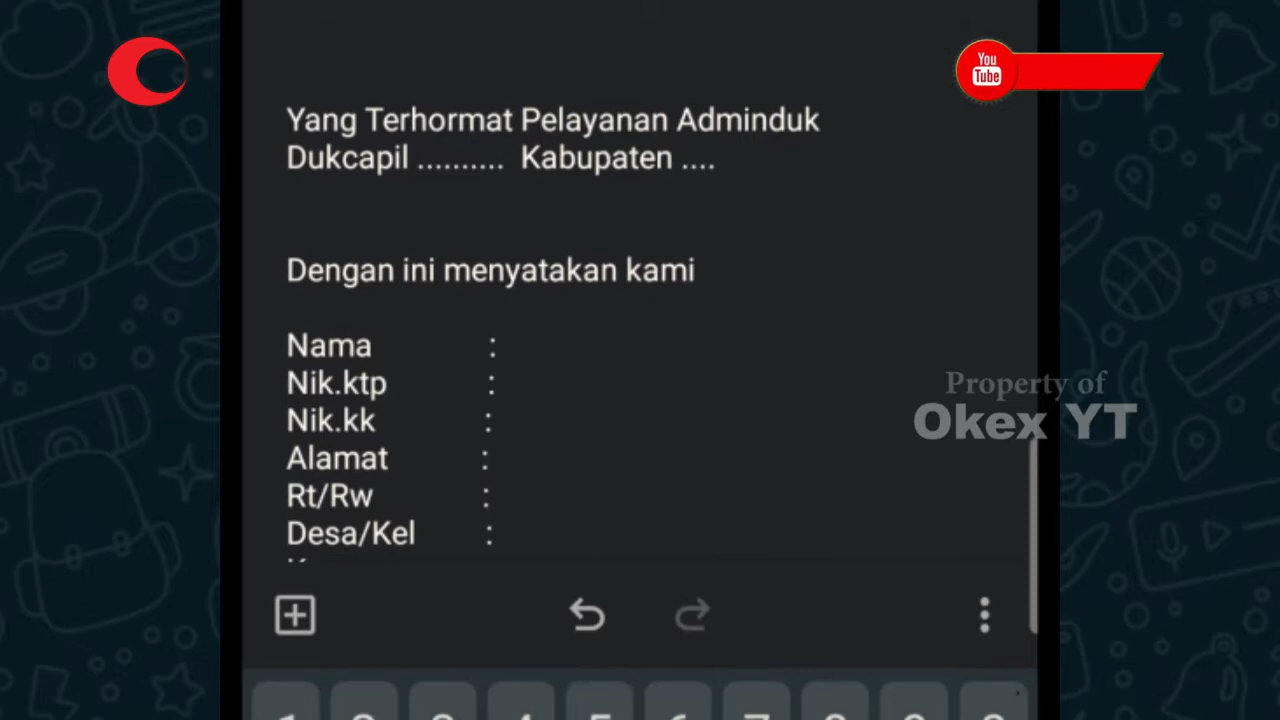 You
Tube
Yang Terhormat Pelayanan Adminduk
Dukcapil .......... Kabupaten ....
Dengan ini menyatakan kami
Nama :
Nik.ktp :
Nik.kk :
Alamat :
Rt/Rw :
Desa/Kel :
Property of
Okex YT